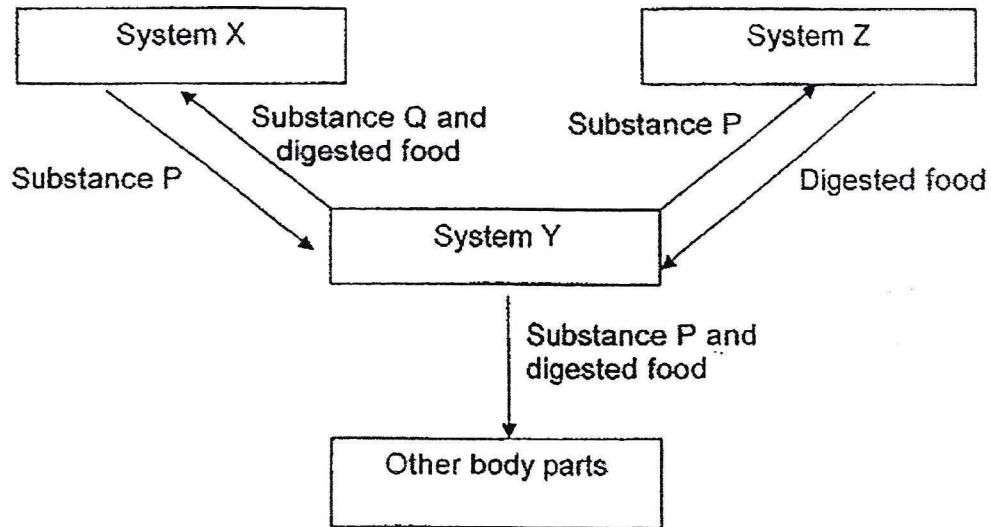 System X
System Z
Substance Q and
digested food
Substance P
Substance P
Digested food
System Y
Substance P and
digested food
Other body parts